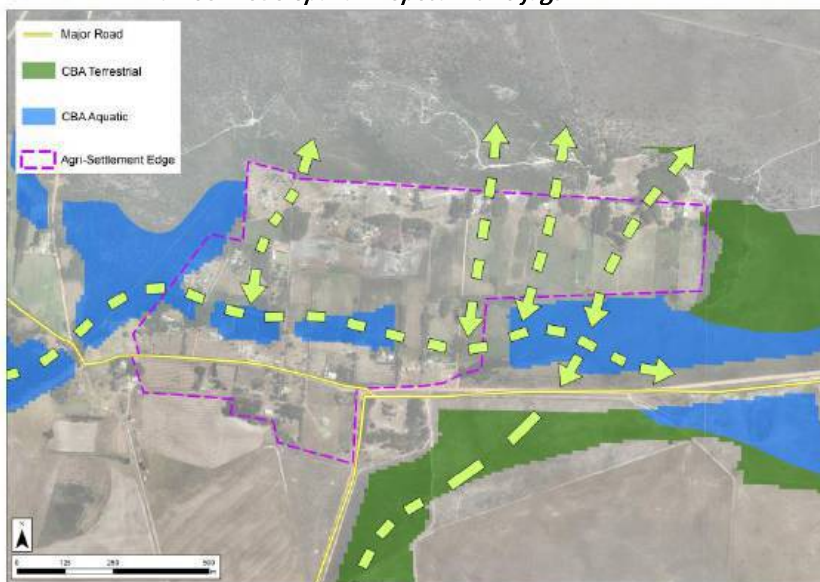 Major Road
CBA Terrestrial
CBA Aquatic
Agri-Settlement Edge
N
0 125 250 500
m